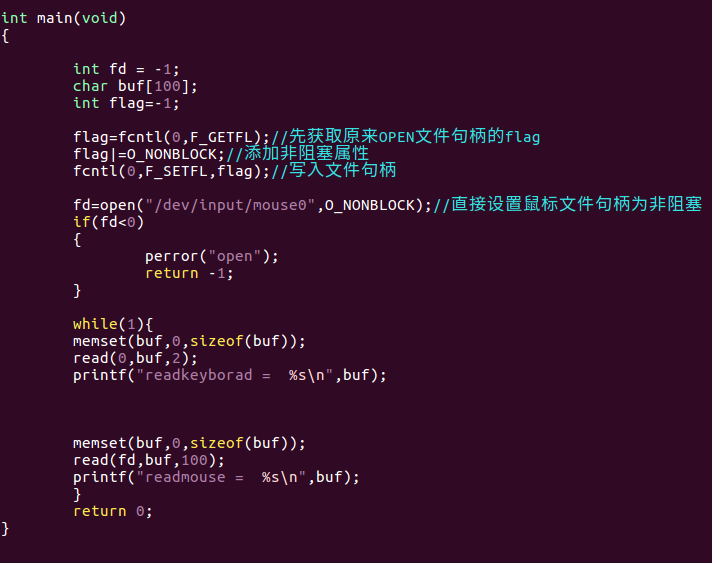 int main(void)
{
int fd = -1;
char buf[100];
int flag=-1;
flag=fcntl(0,F_GETFL);//先获取原来OPEN文件句柄的flag
flag|=O_NONBLOCK;//添加非阻塞属性
fcntl(0,F_SETFL,flag);//写入文件句柄
fd=open("/dev/input/mouse0",O_NONBLOCK);//直接设置鼠标文件句柄为非阻塞
if(fd<0)
{
perror("open");
return -1;
}
while(1){
memset(buf,0,sizeof(buf));
read(0,buf,2);
printf("readkeyborad =  %s\n",buf);
memset(buf,0,sizeof(buf));
read(fd,buf,100);
printf("readmouse =  %s\n",buf);
}
return 0;
}